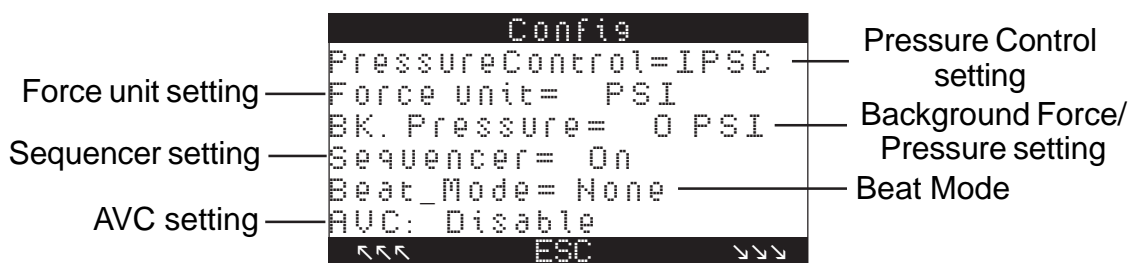 Config
PressureControl=IPSC
Force unit= PSI
BK. Pressure= 0 PSI
Sequencer= On
Beat_Mode= None
AVC: Disable
↖↖↖ ESC ↘↘↘
Force unit setting
Sequencer setting
AVC setting
Pressure Control
setting
Background Force/
Pressure setting
Beat Mode